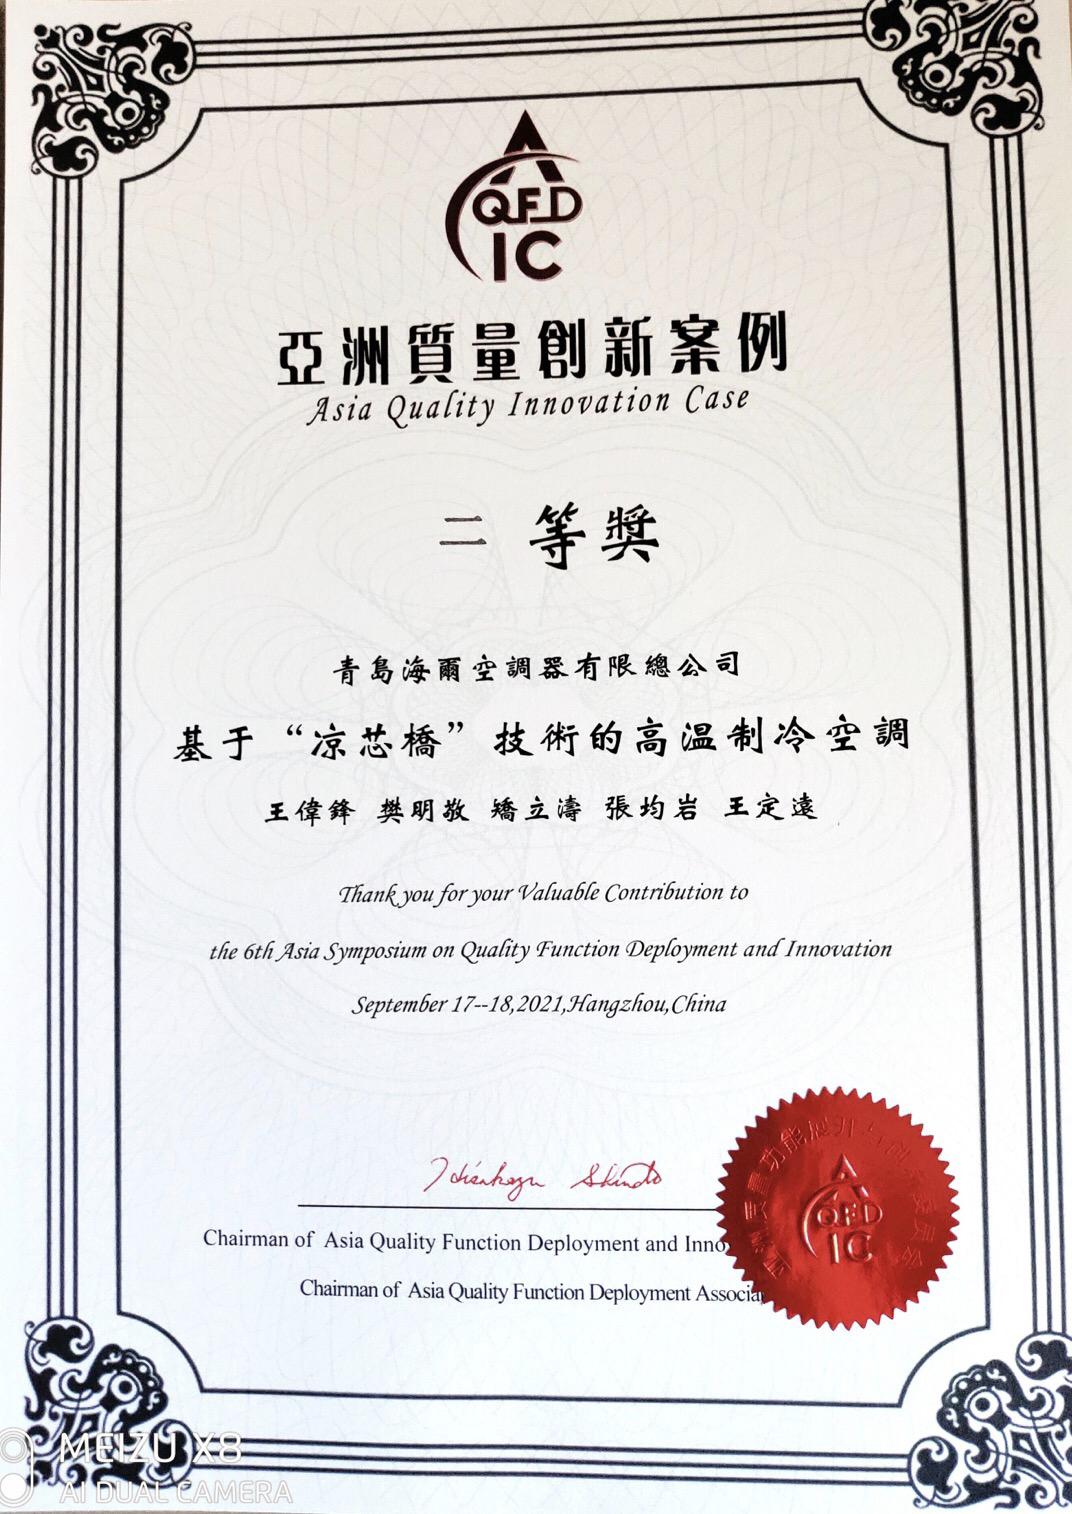 A
QFD
IC
亞洲質量創新案例
Asia Quality Innovation Case
二 等獎
青島海爾空調器有限總公司
基于“凉芯橋”技術的高温制冷空調
王偉鋒 樊明敬 矯立濤 張均岩 王定遠
Thank you for your Valuable Contribution to
the 6th Asia Symposium on Quality Function Deployment and Innovation
September 17--18,2021,Hangzhou,China
Shindo
Chairman of Asia Quality Function Deployment and Inno
Chairman of Asia Quality Function Deployment Associa
A
QFD
IC
MEIZU X8
AI DUAL CAMERA